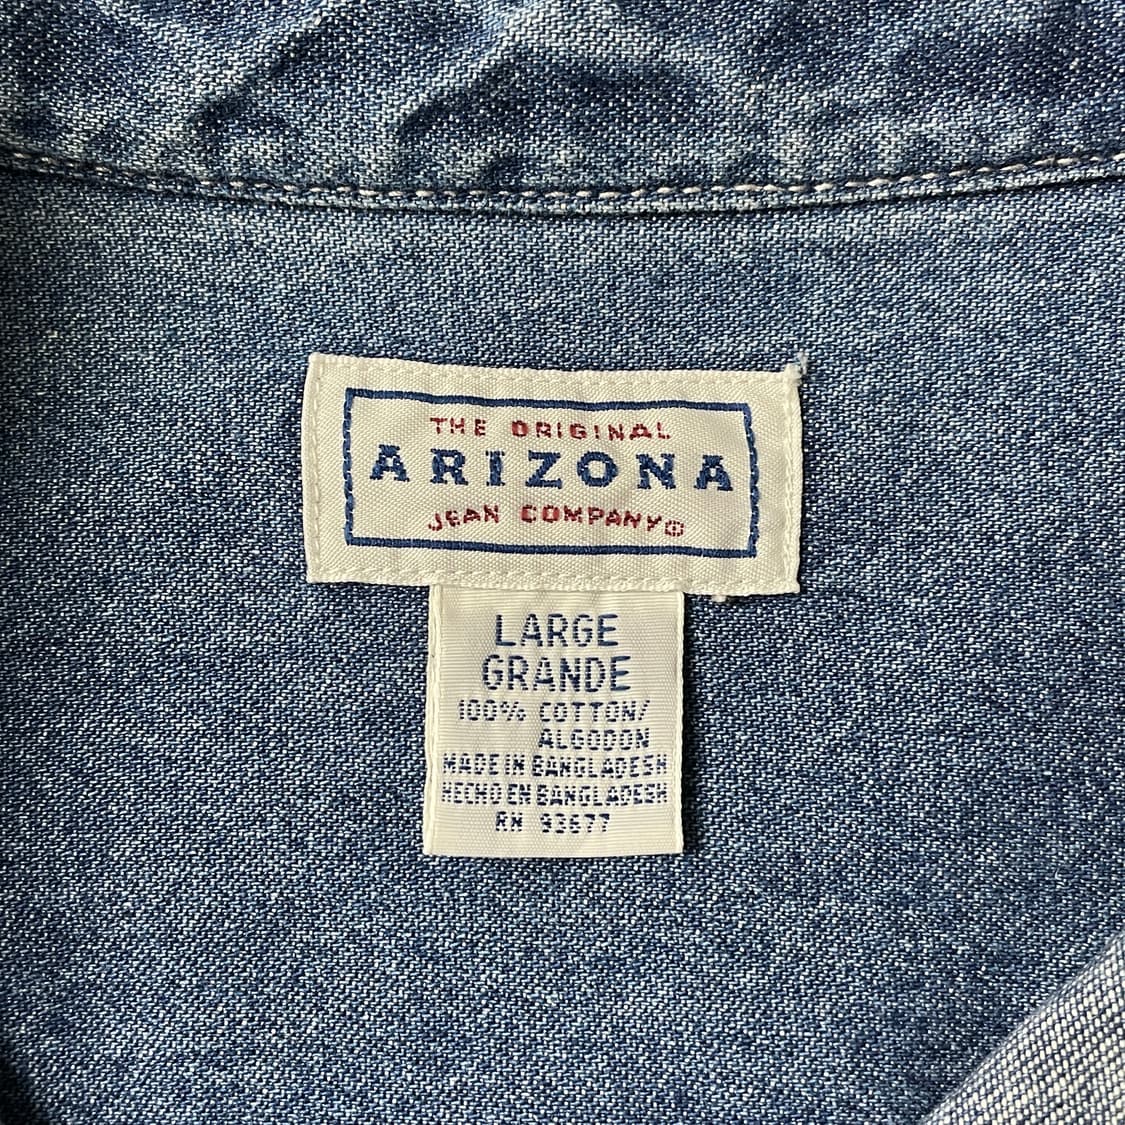 THE ORIGINAL
ARIZONA
JEAN COMPANY®
LARGE
GRANDE
100% COTTON/
ALGODON
MADE IN BANGLADESH
HECHO EN BANGLADESH
RN 93677